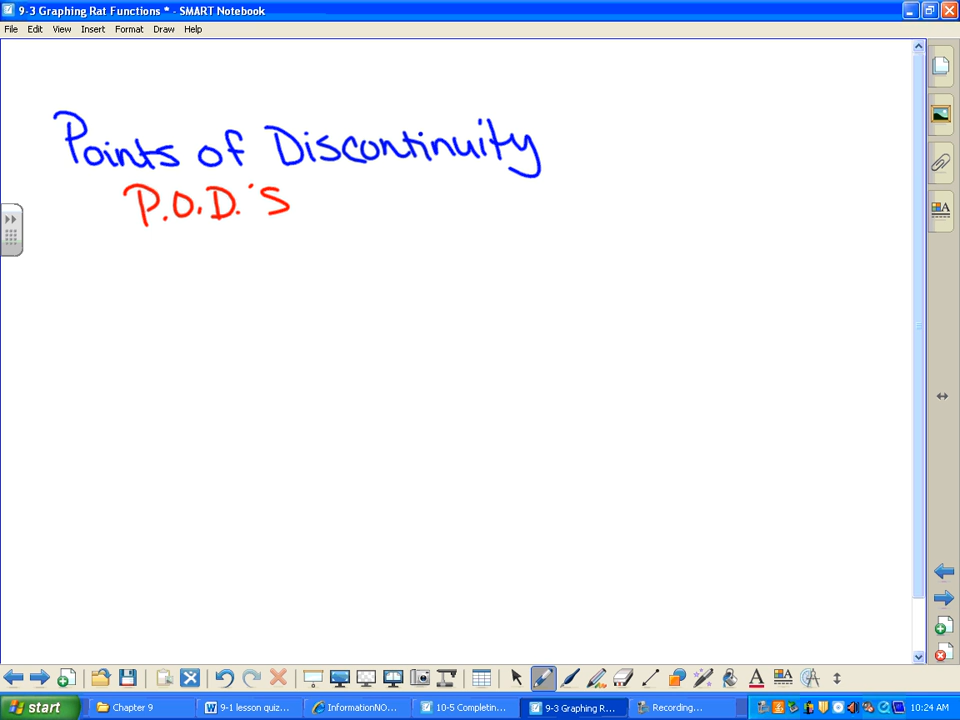 9-3 Graphing Rat Functions * - SMART Notebook
File Edit View Insert Format Draw Help
Points of Discontinuity
P.O.D.'s
start Chapter 9 9-1 lesson quiz... InformationNO... 10-5 Completin... 9-3 Graphing R... Recording... 10:24 AM